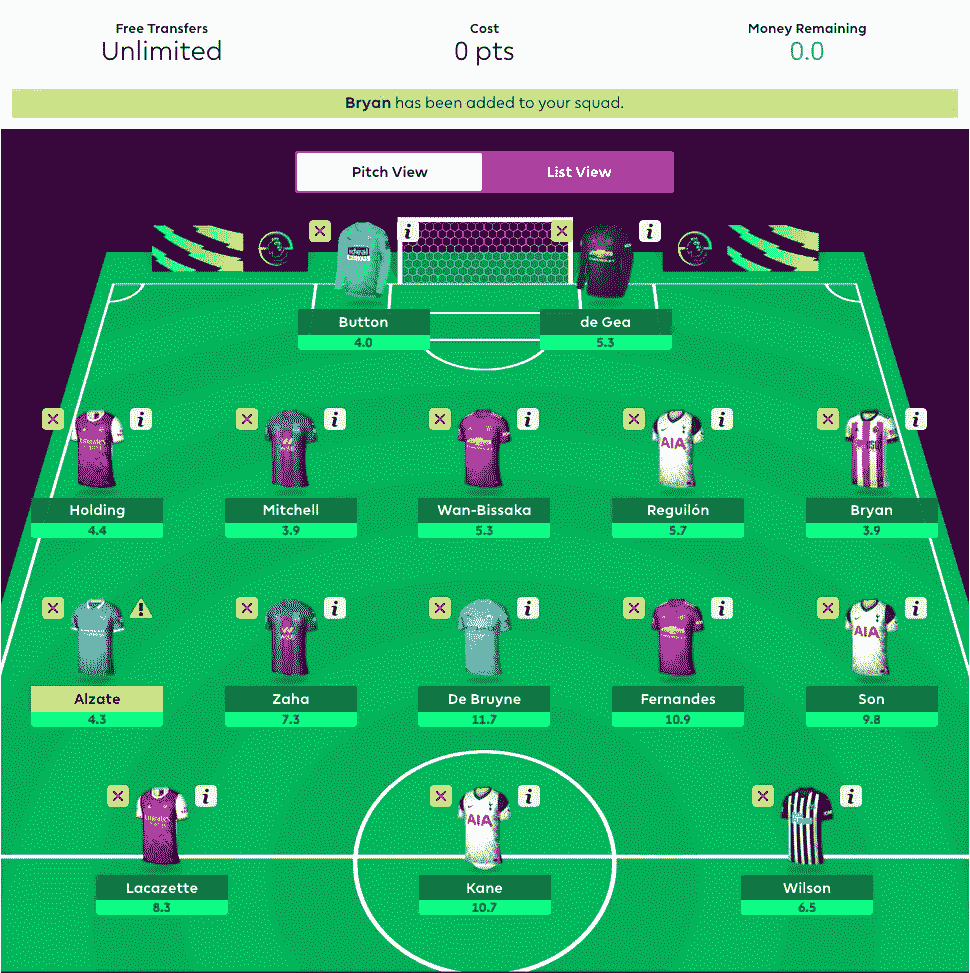 Free Transfers
Unlimited
Cost
0 pts
Money Remaining
0.0
Bryan has been added to your squad.
Pitch View
List View
Button
4.0
de Gea
5.3
Holding
4.4
Mitchell
3.9
Wan-Bissaka
5.3
Reguilón
5.7
Bryan
3.9
AIA
Alzate
4.3
Zaha
7.3
De Bruyne
11.7
Fernandes
10.9
Son
9.8
AIA
Lacazette
8.3
Kane
10.7
Wilson
6.5
AIA